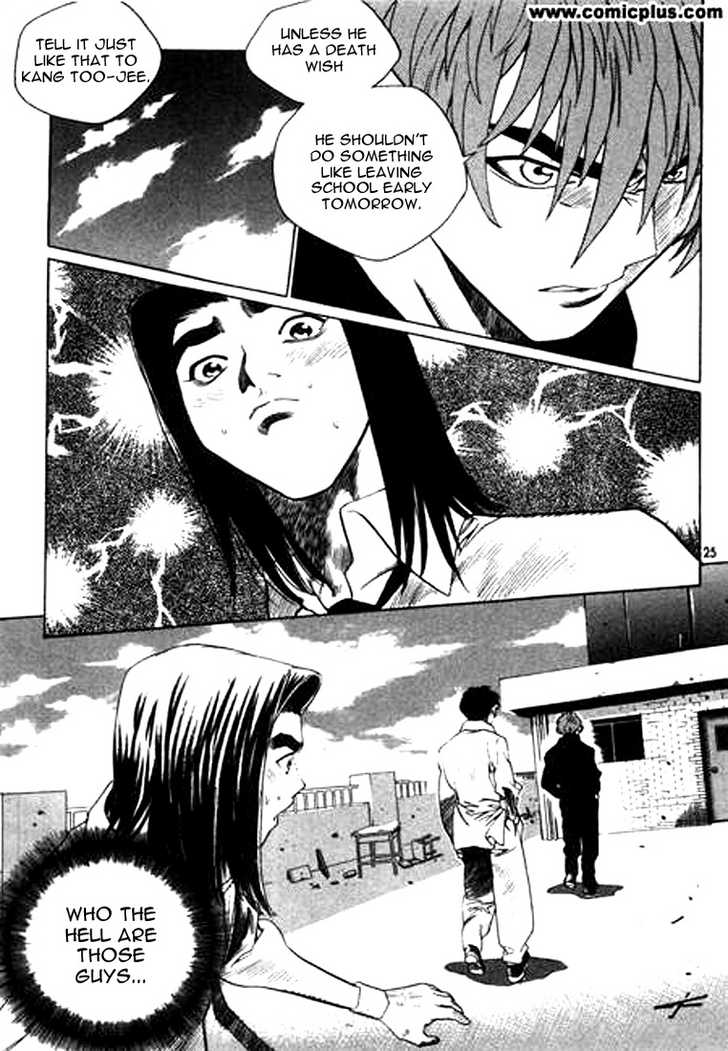 www.comicplus.com
TELL IT JUST
LIKE THAT TO
KANG TOO-JEE.
UNLESS HE
HAS A DEATH
WISH
HE SHOULDN'T
DO SOMETHING
LIKE LEAVING
SCHOOL EARLY
TOMORROW.
25
WHO THE
HELL ARE
THOSE
GUYS...